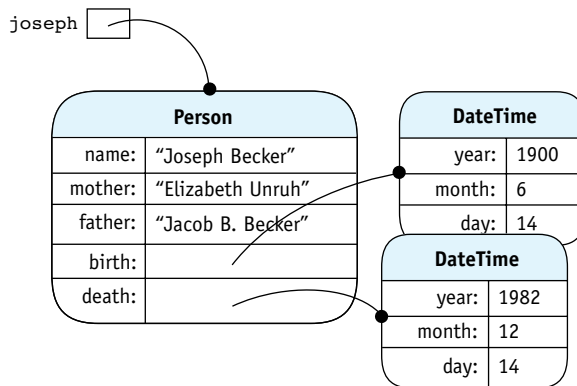 joseph
Person
name: “Joseph Becker”
mother: “Elizabeth Unruh”
father: “Jacob B. Becker”
birth:
death:
DateTime
year: 1900
month: 6
day: 14
DateTime
year: 1982
month: 12
day: 14